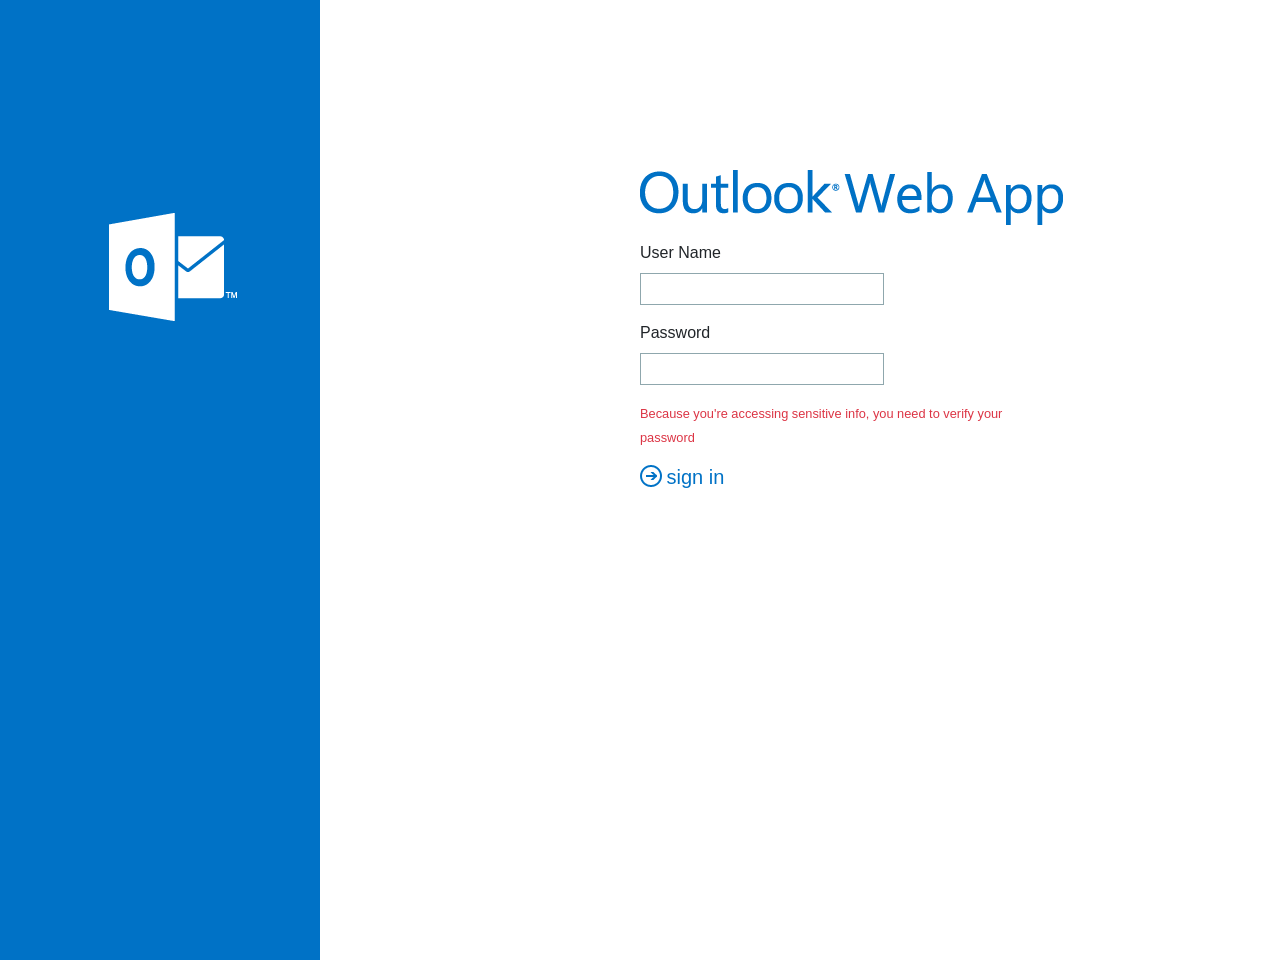 Outlook® Web App
User Name
Password
Because you're accessing sensitive info, you need to verify your
password
sign in
O
TM